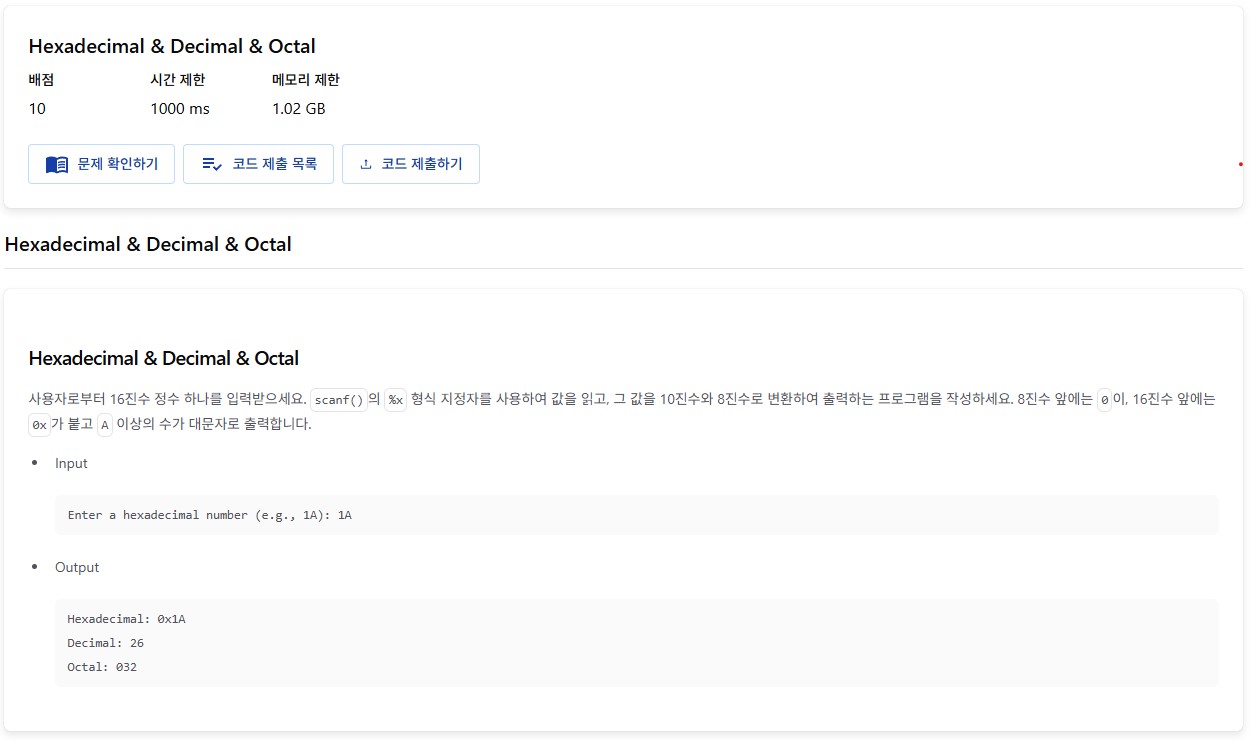 Hexadecimal & Decimal & Octal
배점 시간 제한 메모리 제한
10 1000 ms 1.02 GB
문제 확인하기 코드 제출 목록 코드 제출하기
Hexadecimal & Decimal & Octal
Hexadecimal & Decimal & Octal
사용자로부터 16진수 정수 하나를 입력받으세요. scanf() 의 %x 형식 지정자를 사용하여 값을 읽고, 그 값을 10진수와 8진수로 변환하여 출력하는 프로그램을 작성하세요. 8진수 앞에는 0 이, 16진수 앞에는
0x 가 붙고 A 이상의 수가 대문자로 출력합니다.
Input
Enter a hexadecimal number (e.g., 1A): 1A
Output
Hexadecimal: 0x1A
Decimal: 26
Octal: 032